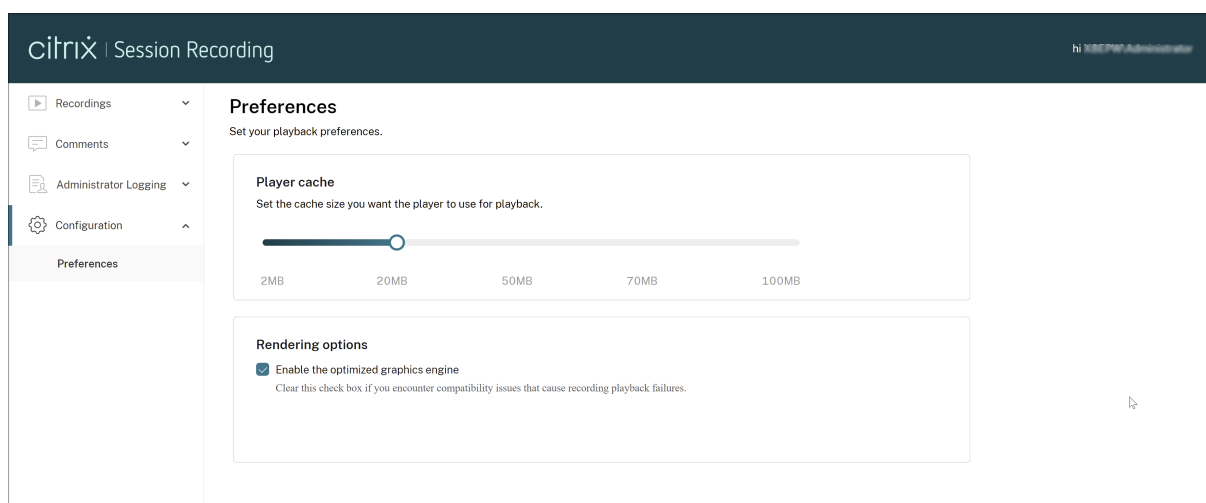 citrix | Session Recording
hi
Recordings
Comments
Administrator Logging
Configuration
Preferences
Preferences
Set your playback preferences.
Player cache
Set the cache size you want the player to use for playback.
2MB 20MB 50MB 70MB 100MB
Rendering options
Enable the optimized graphics engine
Clear this check box if you encounter compatibility issues that cause recording playback failures.